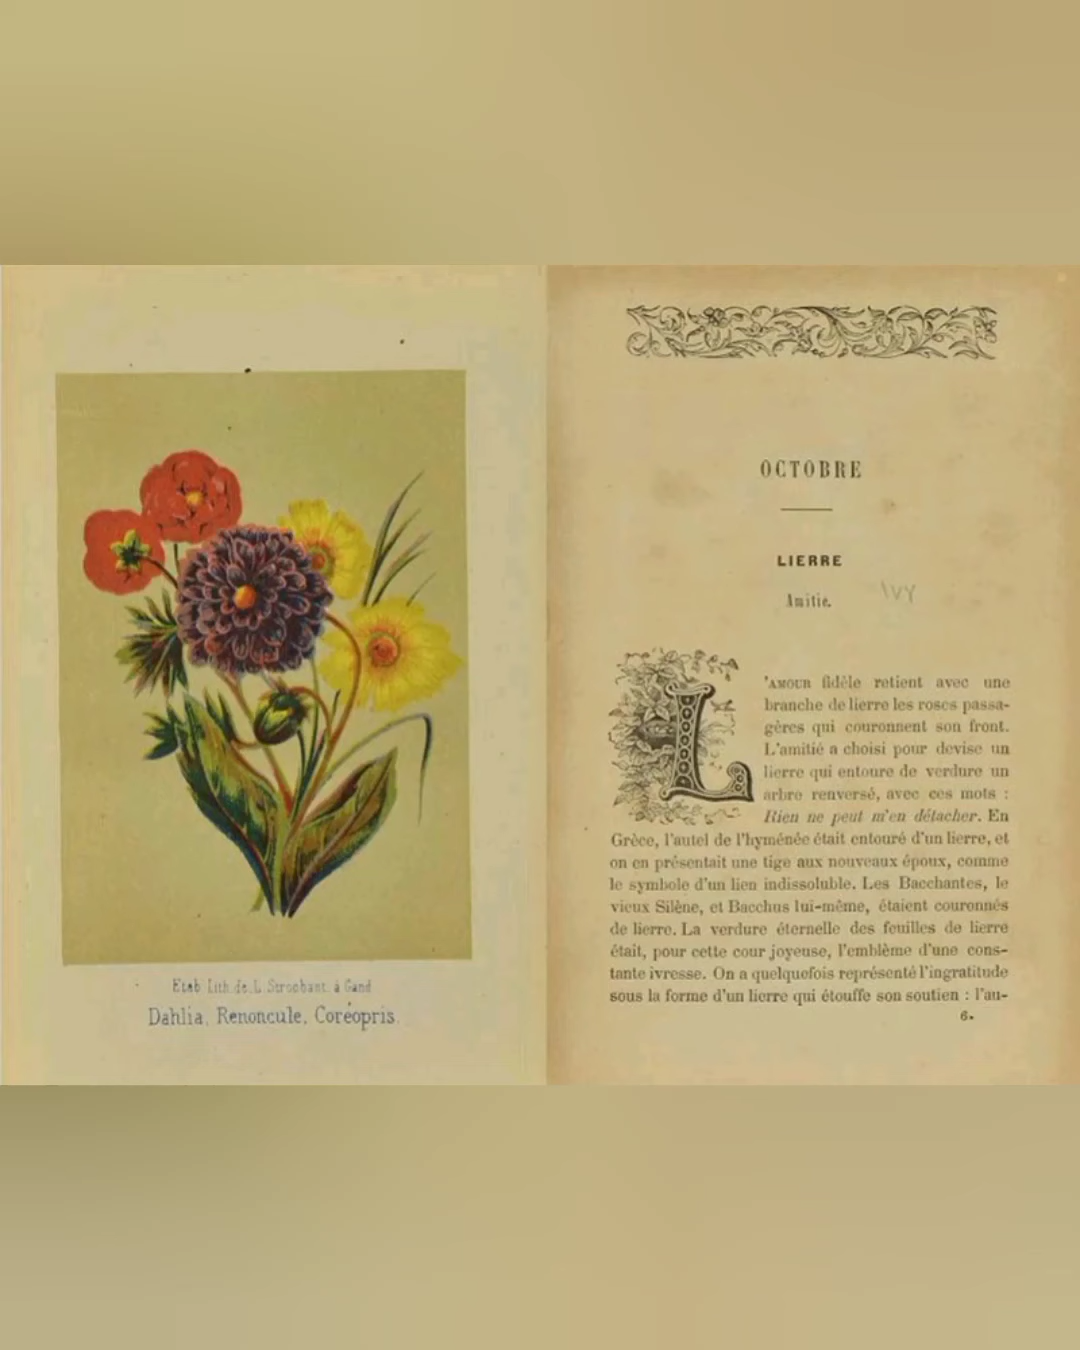 Etab. Lith. de L. Stroobant, à Gand
Dahlia, Renoncule, Coréopris.
OCTOBRE
LIERRE
Amitié.
IVY
L'AMOUR fidèle retient avec une
branche de lierre les roses passa-
gères qui couronnent son front.
L'amitié a choisi pour devise un
lierre qui entoure de verdure un
arbre renversé, avec ces mots :
Rien ne peut m'en détacher. En
Grèce, l'autel de l'hyménée était entouré d'un lierre, et
on en présentait une tige aux nouveaux époux, comme
le symbole d'un lien indissoluble. Les Bacchantes, le
vieux Silène, et Bacchus lui-même, étaient couronnés
de lierre. La verdure éternelle des feuilles de lierre
était, pour cette cour joyeuse, l'emblème d'une cons-
tante ivresse. On a quelquefois représenté l'ingratitude
sous la forme d'un lierre qui étouffe son soutien : l'au-
6.